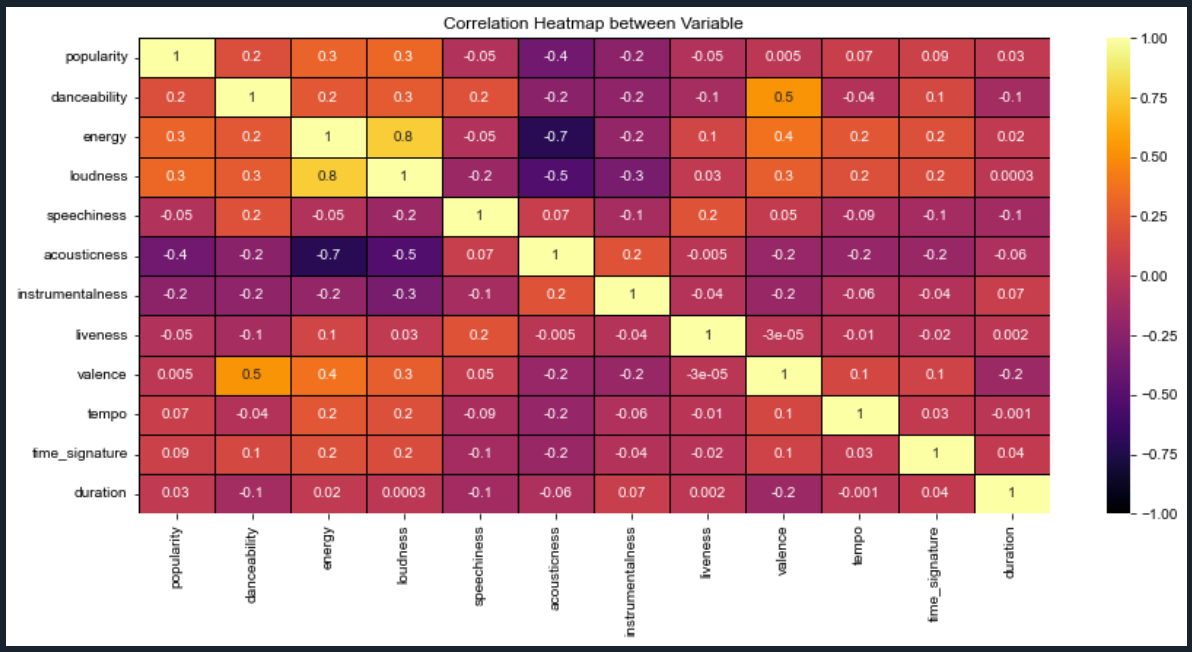 Correlation Heatmap between Variable
popularity 1 0.2 0.3 0.3 -0.05 -0.4 -0.2 -0.05 0.005 0.07 0.09 0.03
danceability 0.2 1 0.2 0.3 0.2 -0.2 -0.2 -0.1 0.5 -0.04 0.1 -0.1
energy 0.3 0.2 1 0.8 -0.05 -0.7 -0.2 0.1 0.4 0.2 0.2 0.02
loudness 0.3 0.3 0.8 1 -0.2 -0.5 -0.3 0.03 0.3 0.2 0.2 0.0003
speechiness -0.05 0.2 -0.05 -0.2 1 0.07 -0.1 0.2 0.05 -0.09 -0.1 -0.1
acousticness -0.4 -0.2 -0.7 -0.5 0.07 1 0.2 -0.005 -0.2 -0.2 -0.2 -0.06
instrumentalness -0.2 -0.2 -0.2 -0.3 -0.1 0.2 1 -0.04 -0.2 -0.06 -0.04 0.07
liveness -0.05 -0.1 0.1 0.03 0.2 -0.005 -0.04 1 -3e-05 -0.01 -0.02 0.002
valence 0.005 0.5 0.4 0.3 0.05 -0.2 -0.2 -3e-05 1 0.1 0.1 -0.2
tempo 0.07 -0.04 0.2 0.2 -0.09 -0.2 -0.06 -0.01 0.1 1 0.03 -0.001
time_signature 0.09 0.1 0.2 0.2 -0.1 -0.2 -0.04 -0.02 0.1 0.03 1 0.04
duration 0.03 -0.1 0.02 0.0003 -0.1 -0.06 0.07 0.002 -0.2 -0.001 0.04 1
popularity danceability energy loudness speechiness acousticness instrumentalness liveness valence tempo time_signature duration
1.00
0.75
0.50
0.25
0.00
−0.25
−0.50
−0.75
−1.00